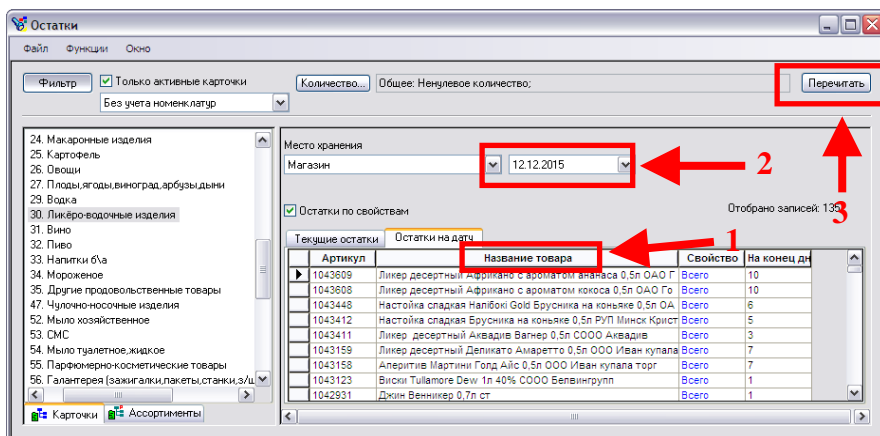 Остатки
Файл Функции Окно
Фильтр Только активные карточки Количество... Общее: Ненулевое количество; Перечитать
Без учета номенклатур
24. Макаронные изделия
25. Картофель
26. Овощи
27. Плоды,ягоды,виноград,арбузы,дыни
29. Водка
30. Ликёро-водочные изделия
31. Вино
32. Пиво
33. Напитки б\а
34. Мороженое
35. Другие продовольственные товары
47. Чулочно-носочные изделия
52. Мыло хозяйственное
53. СМС
54. Мыло туалетное,жидкое
55. Парфюмерно-косметические товары
56. Галантерея (зажигалки,пакеты,станки,з/щ
Карточки Ассортименты
Место хранения
Магазин 12.12.2015 2
3
Остатки по свойствам Отобрано записей: 135
Текущие остатки Остатки на дату 1
Артикул Название товара Свойство На конец дн
1043609 Ликер десертный Африкано с ароматом ананаса 0,5л ОАО Г Всего 10
1043608 Ликер десертный Африкано с ароматом кокоса 0,5л ОАО Го Всего 10
1043448 Настойка сладкая Налiбокi Gold Брусника на коньяке 0,5л ОА Всего 6
1043412 Настойка сладкая Брусника на коньяке 0,5л РУП Минск Крист Всего 5
1043411 Ликер десертный Аквадив Вагнер 0,5л СООО Аквадив Всего 3
1043159 Ликер десертный Деликато Амаретто 0,5л ООО Иван купала Всего 7
1043158 Аперитив Мартини Голд Айс 0,5л ООО Иван купала торг Всего 7
1043123 Виски Tullamore Dew 1л 40% СООО Белвингрупп Всего 1
1042931 Джин Венникер 0,7л ст Всего 1